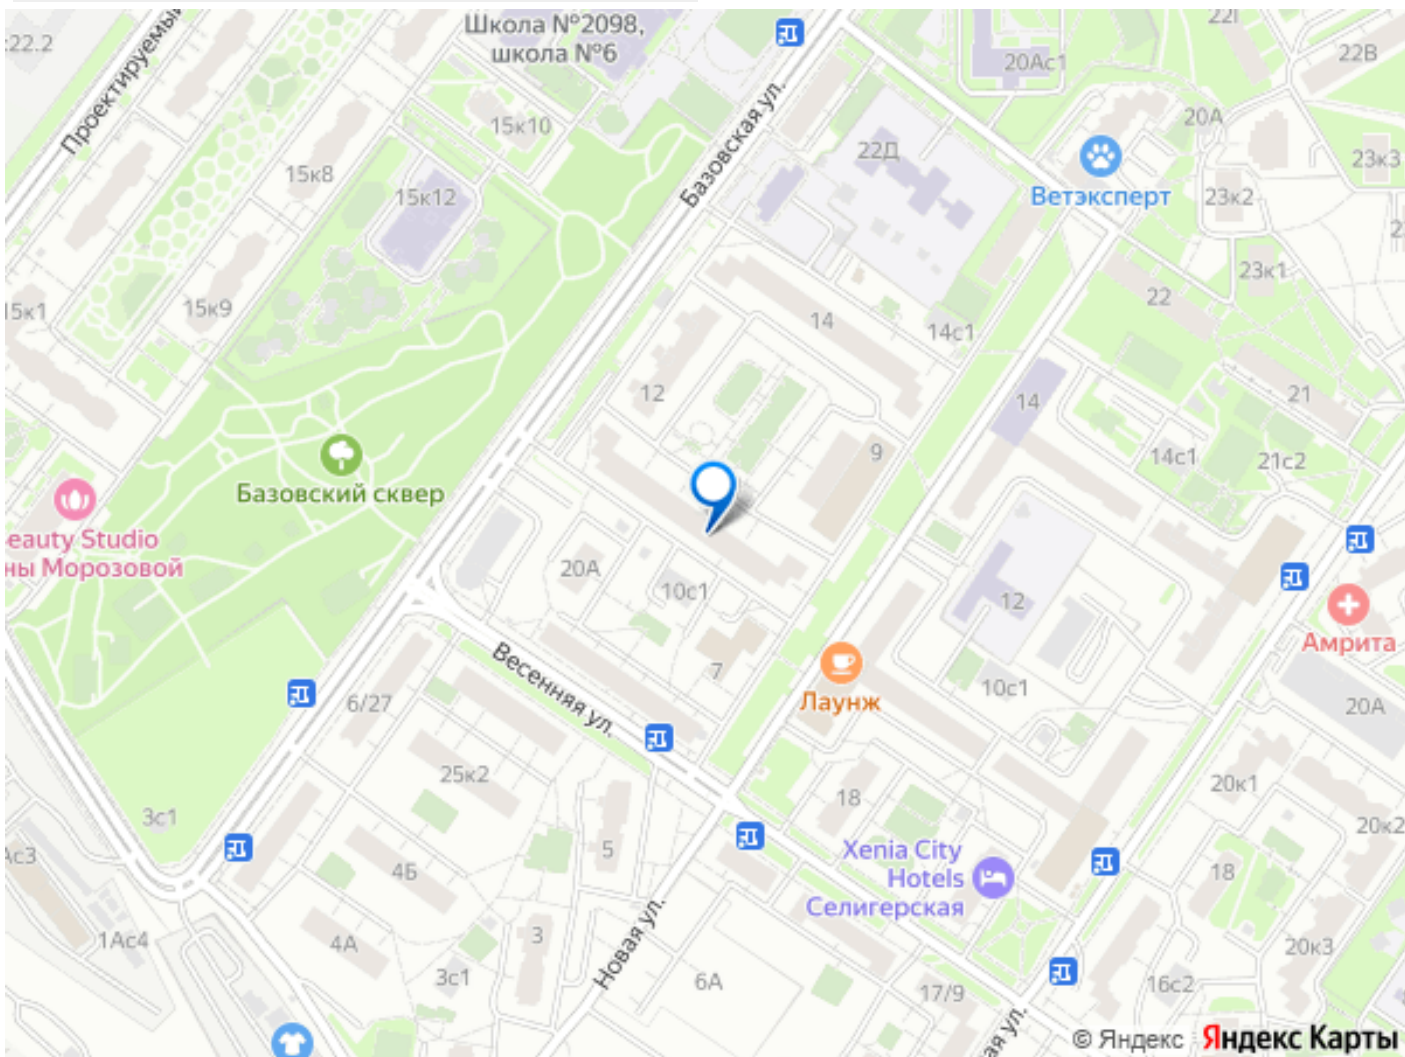 Школа №2098,
школа №6
22.2
Проектируемый
20Ас1
22В
15к10
Базовская ул.
22Д
20А
Ветэксперт
23к3
23к2
15к8
15к12
23к1
22
15к9
15к1
14
14с1
12
14
21
9
14с1
21с2
Базовский сквер
eauty Studio
ны Морозовой
20А
10с1
12
Амрита
Весенняя ул.
7
Лаунж
10с1
6/27
20А
25к2
18
20к1
3с1
20к2
Ас3
4Б
5
Xenia City
Hotels
Селигерская
18
1Ас4
4А
3
Новая ул.
3с1
6А
17/9
16с2
20к3
ая ул.
© Яндекс Яндекс Карты